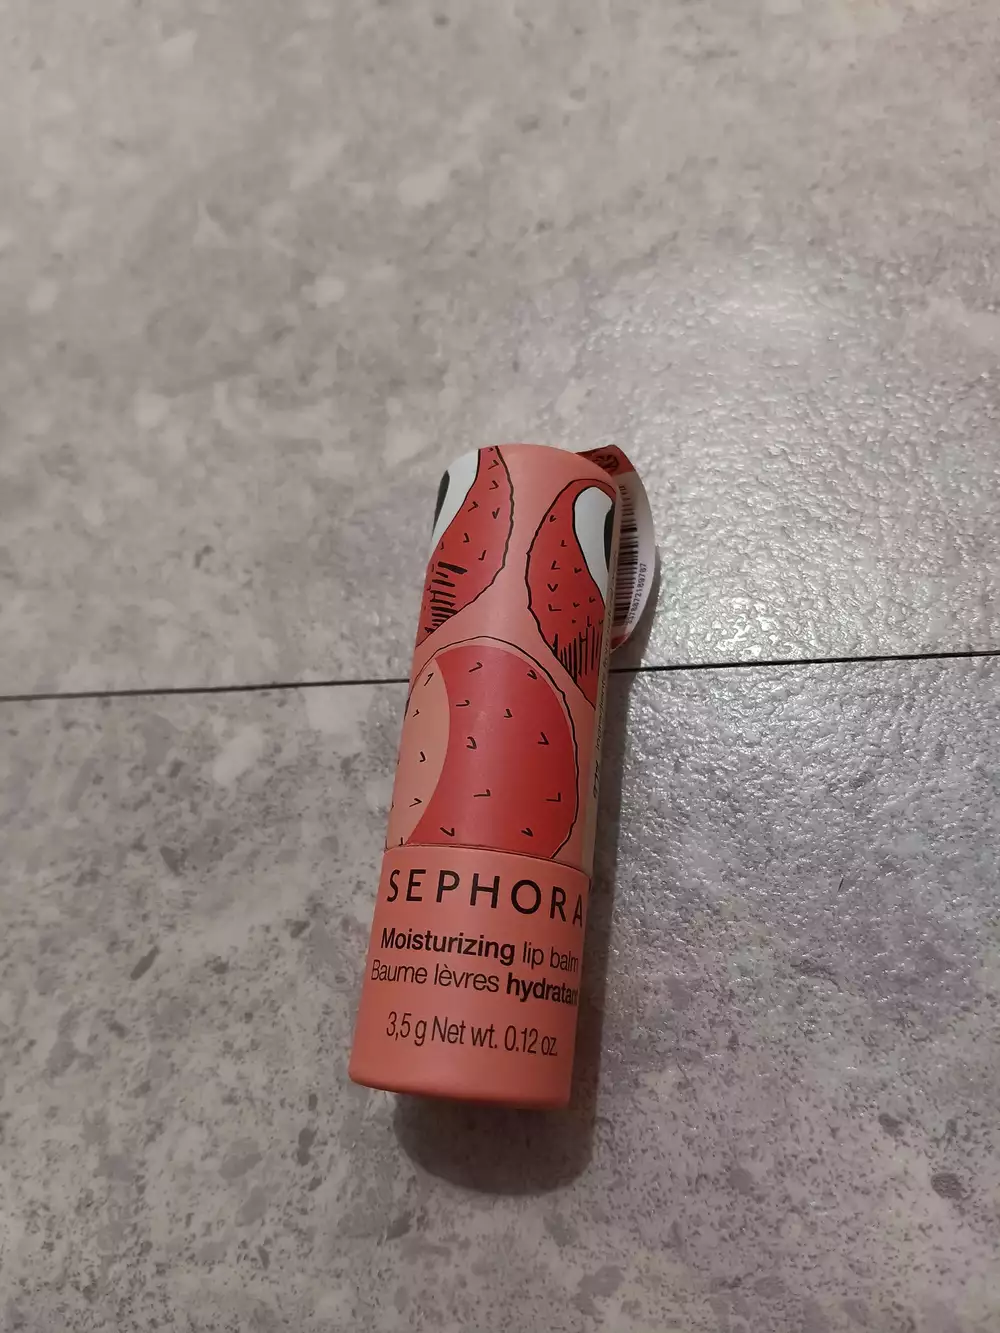 SEPHORA
Moisturizing lip balm
Baume lèvres hydratant
3,5 g Net wt. 0.12 oz.